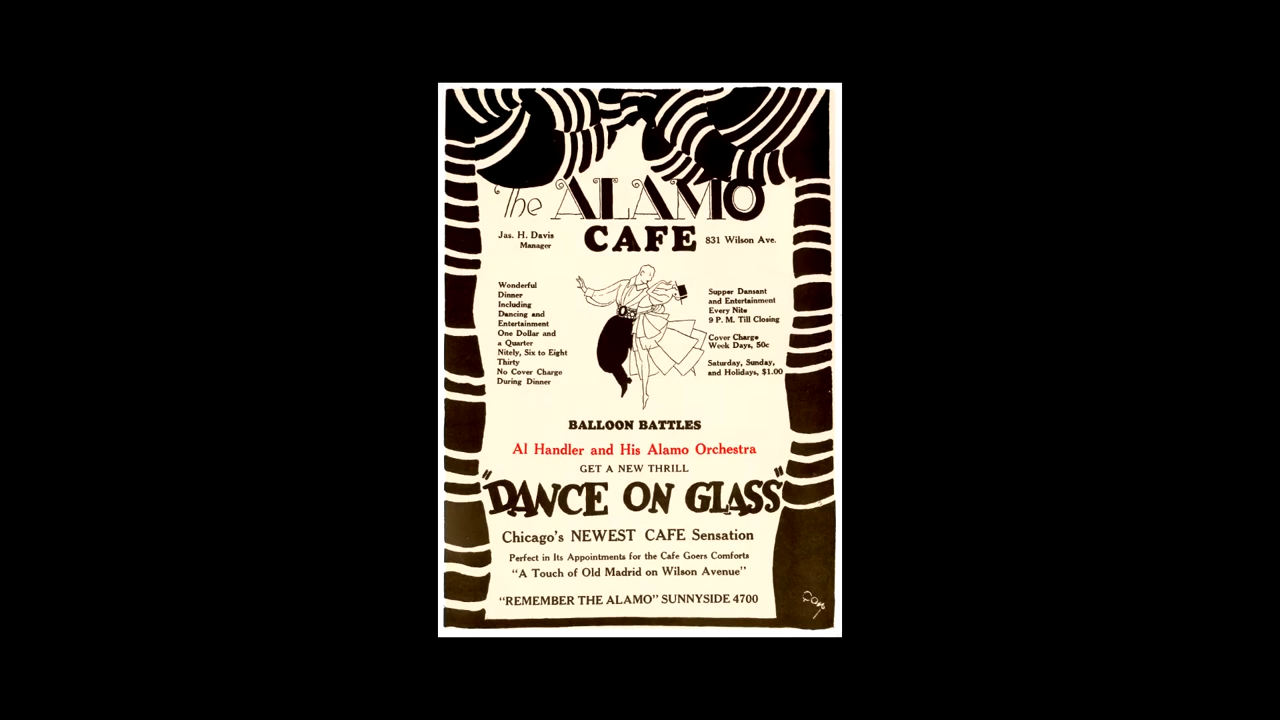 The ALAMO
CAFE
Jas. H. Davis
Manager
831 Wilson Ave.
Wonderful
Dinner
Including
Dancing and
Entertainment
One Dollar and
a Quarter
Nitely, Six to Eight
Thirty
No Cover Charge
During Dinner
Supper Dansant
and Entertainment
Every Nite
9 P. M. Till Closing
Cover Charge
Week Days, 50c
Saturday, Sunday,
and Holidays, $1.00
BALLOON BATTLES
Al Handler and His Alamo Orchestra
GET A NEW THRILL
"DANCE ON GLASS"
Chicago's NEWEST CAFE Sensation
Perfect in Its Appointments for the Cafe Goers Comforts
"A Touch of Old Madrid on Wilson Avenue"
"REMEMBER THE ALAMO" SUNNYSIDE 4700